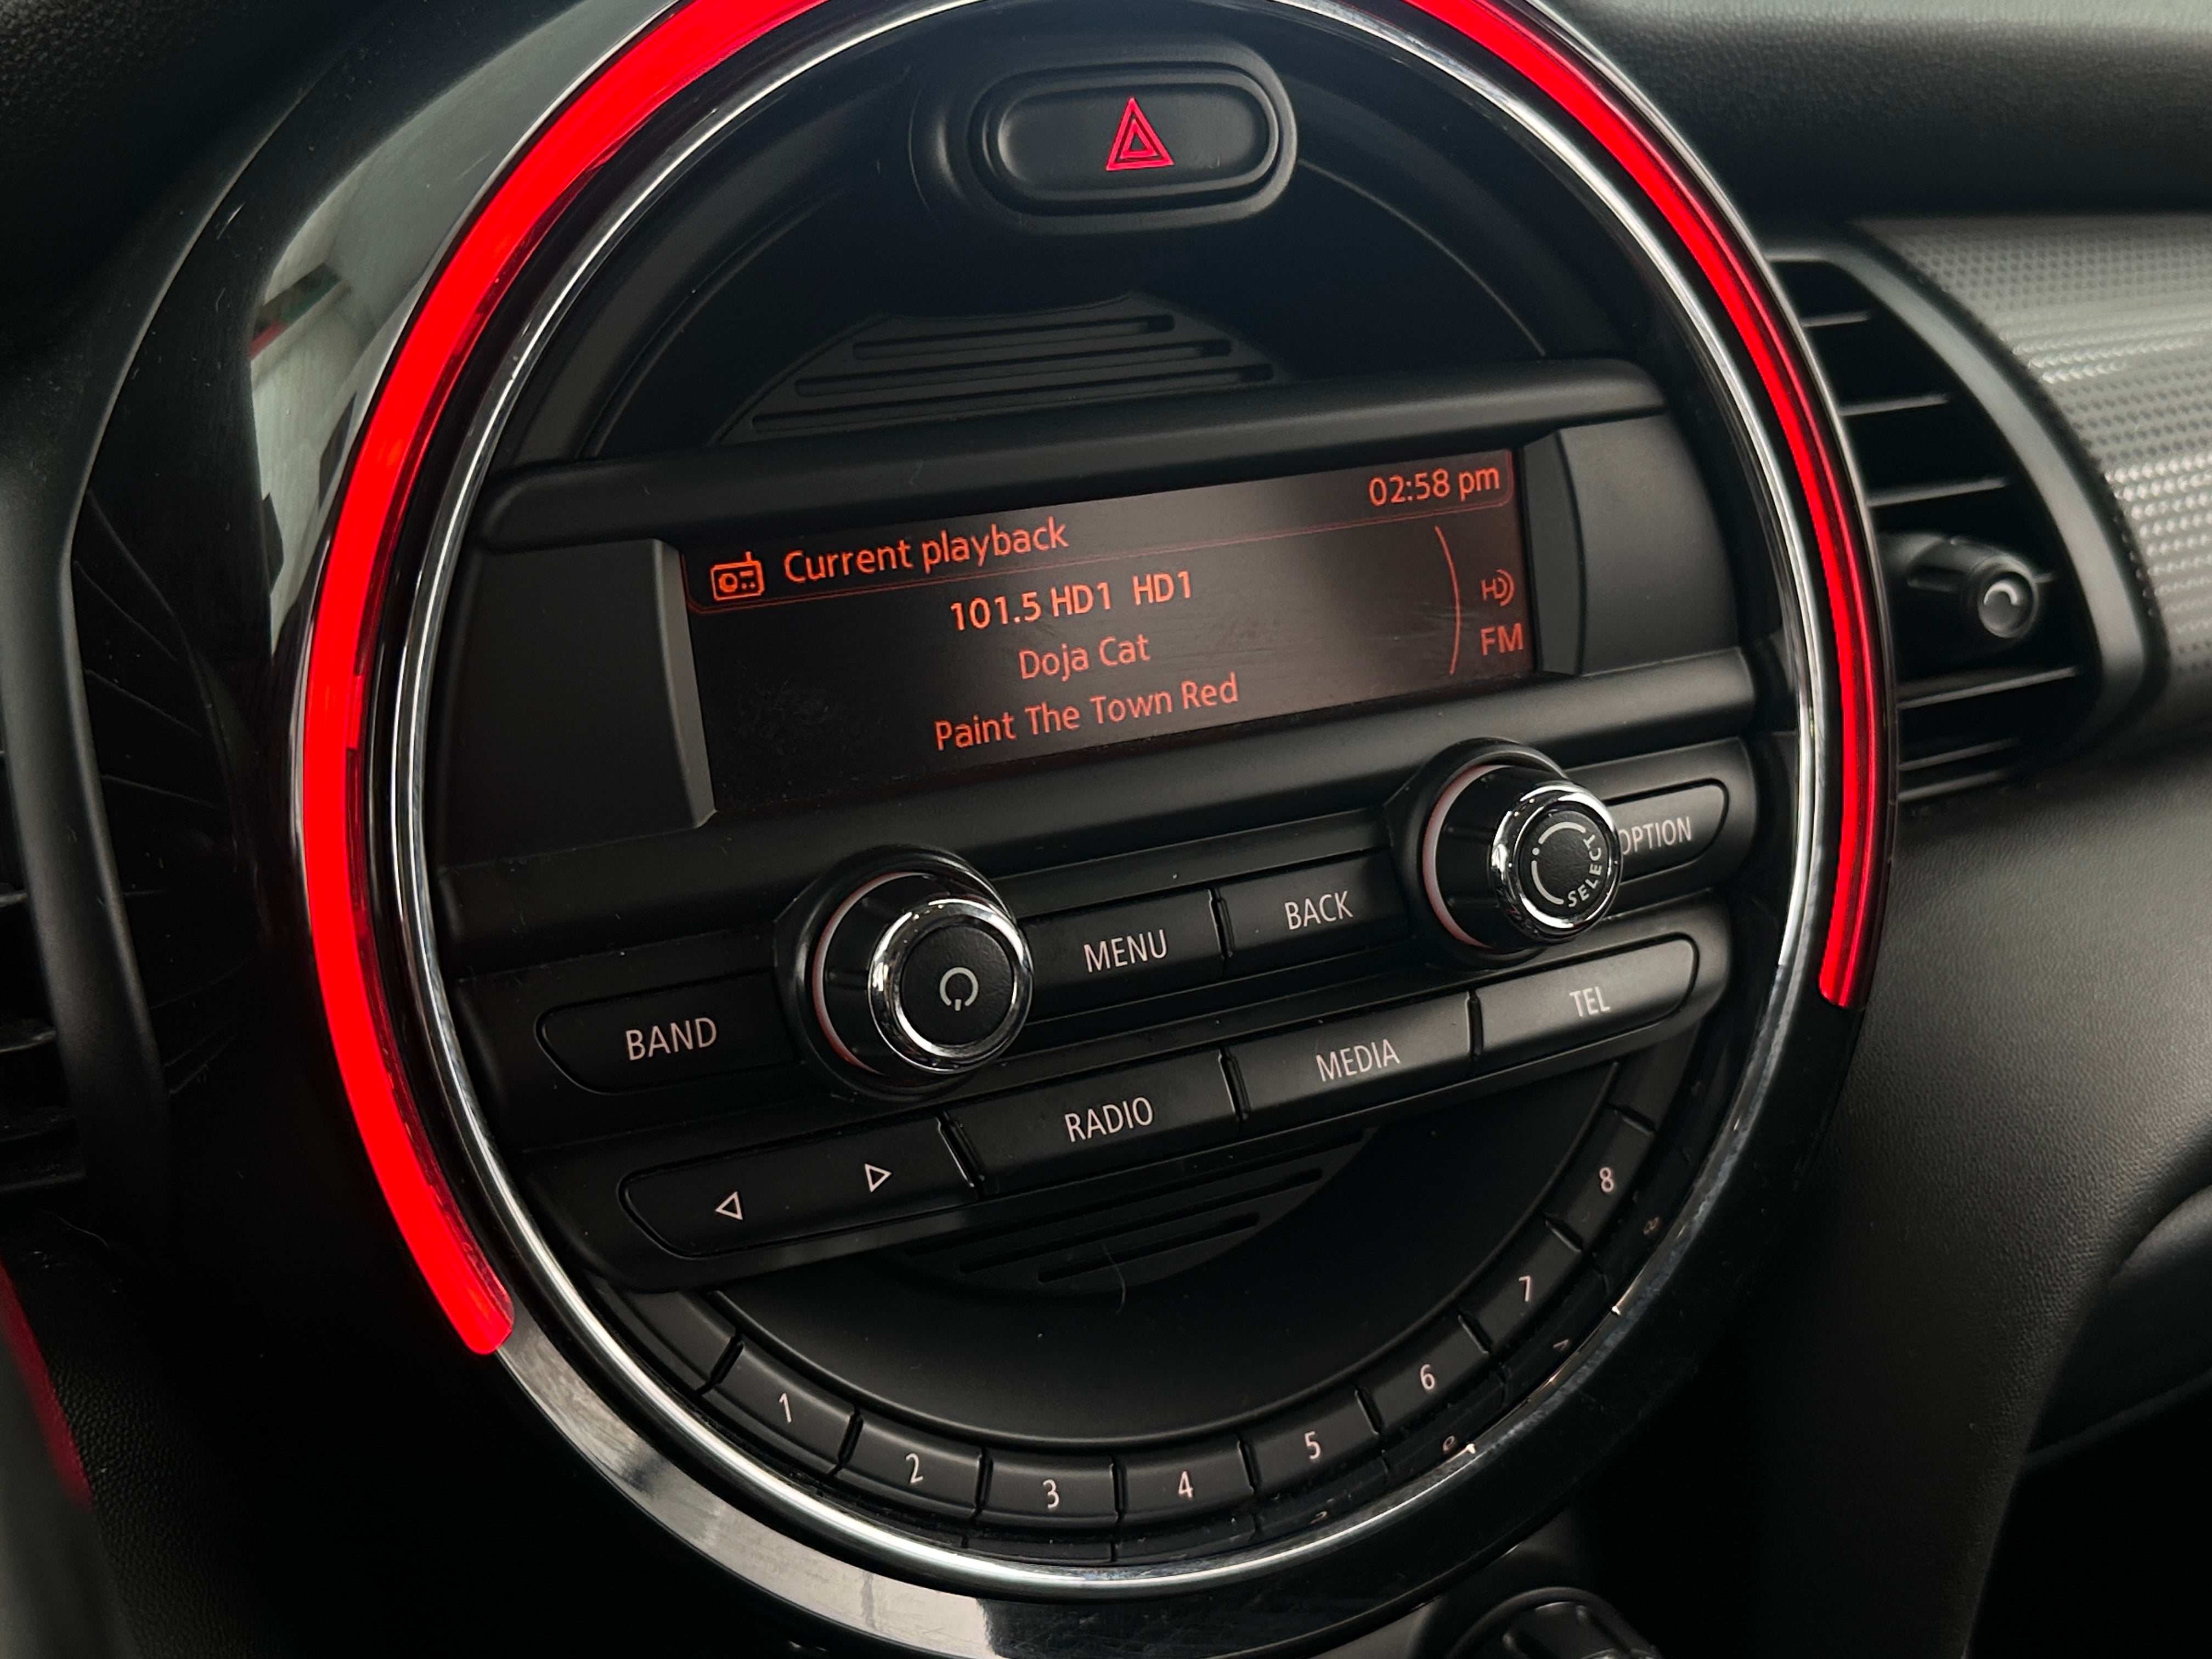 02:58 pm
Current playback
101.5 HD1 HD1
HD
Doja Cat
FM
Paint The Town Red
OPTION
SELECT
MENU
BACK
BAND
TEL
MEDIA
RADIO
1
2
3
4
5
6
7
8